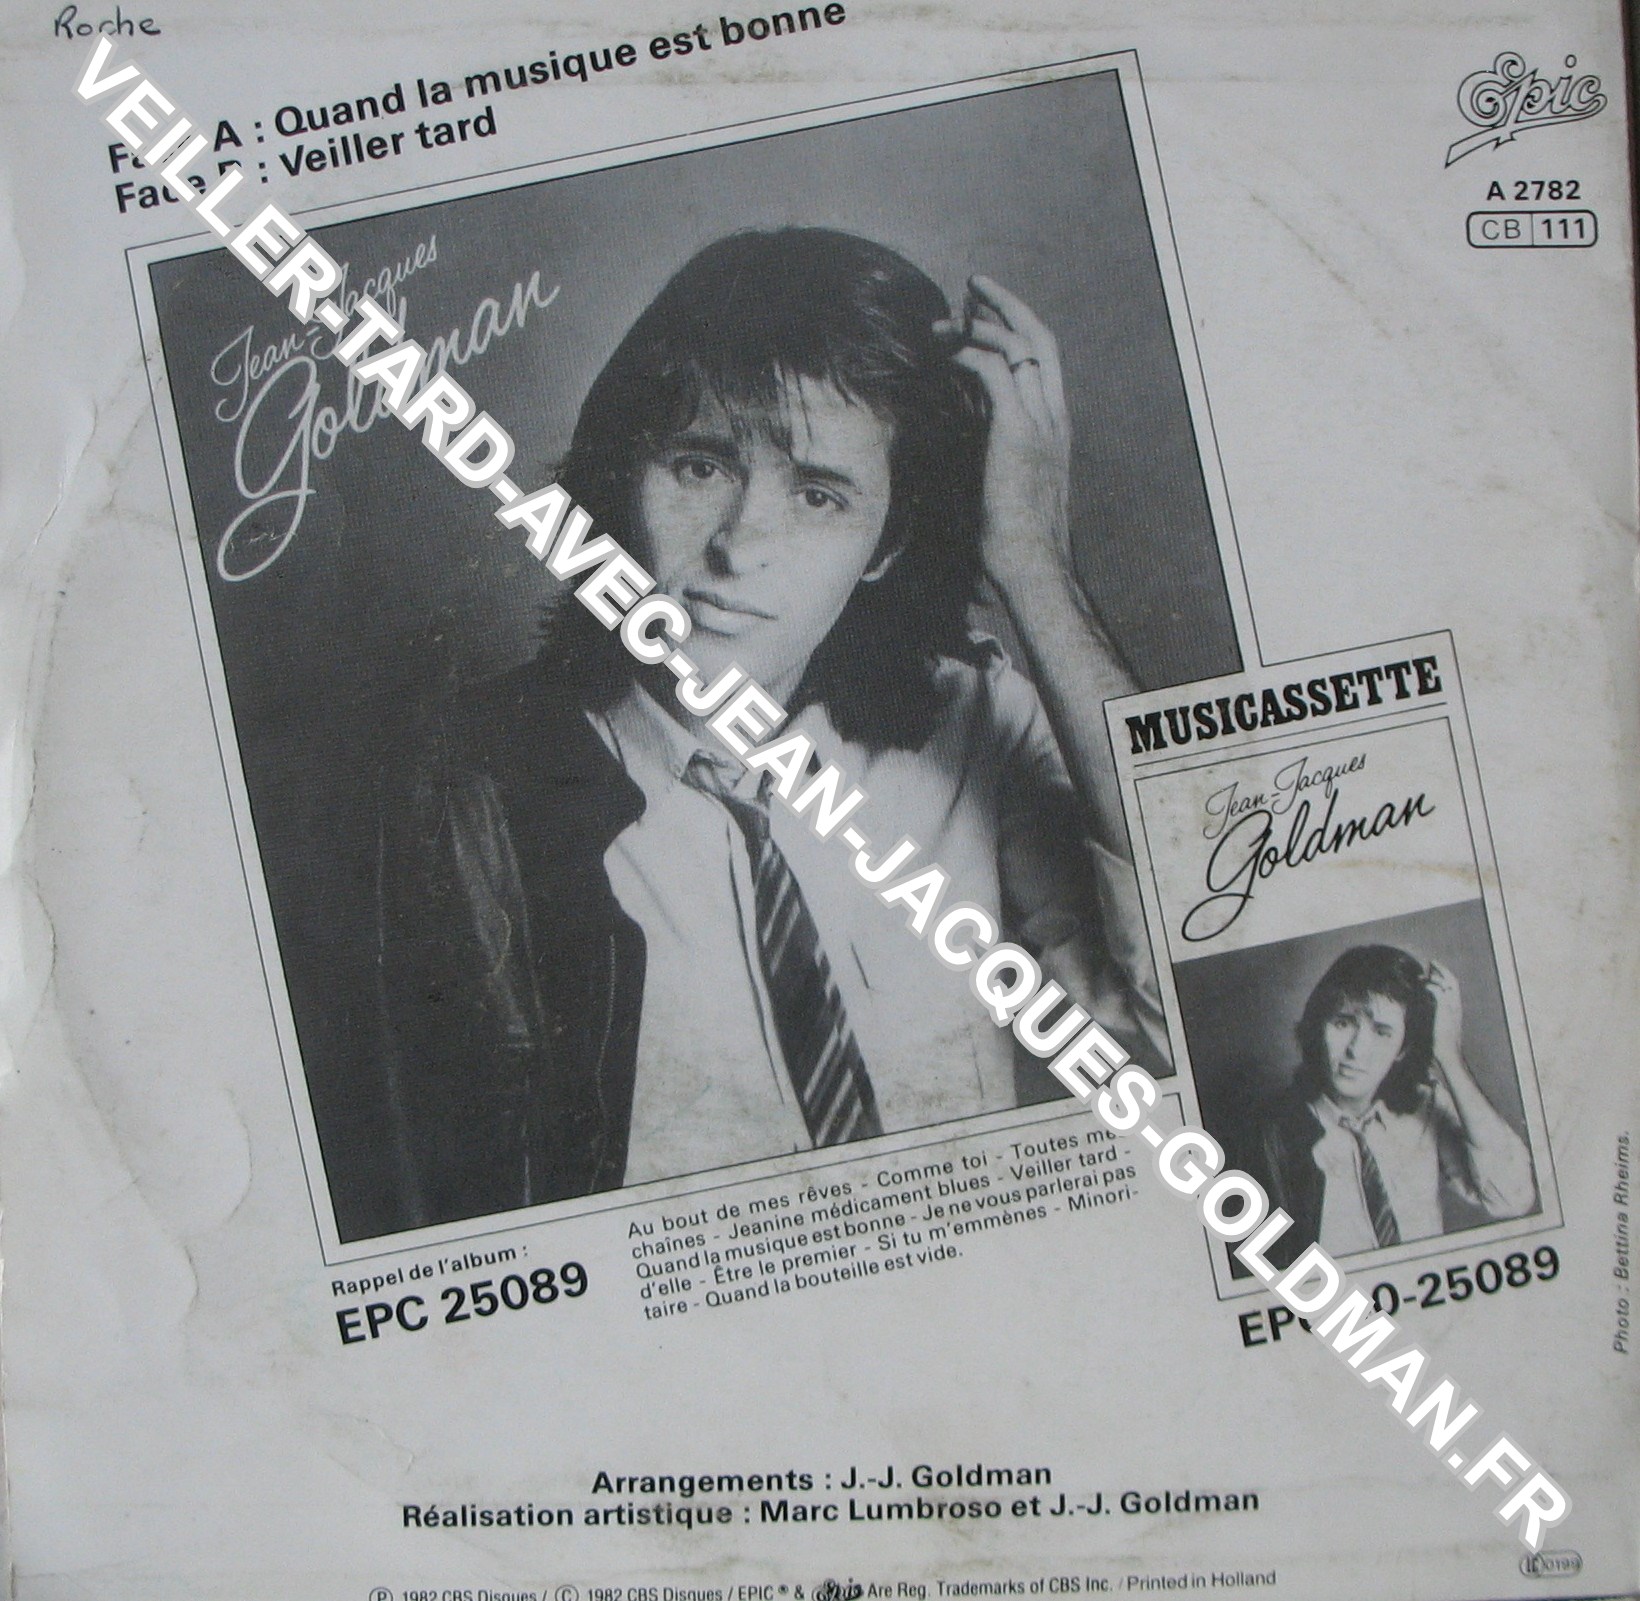 Roche
A : Quand la musique est bonne
Face : Veiller tard
Epic
A 2782
CB 111
Jean-Jacques
Goldman
VEILLER-TARD-AVEC-JEAN-JACQUES-GOLDMAN.FR
MUSICASSETTE
Jean-Jacques
Goldman
Rappel de l'album :
EPC 25089
Au bout de mes rêves - Comme toi - Toutes
chaînes - Jeanine médicament blues - Veiller tard -
Quand la musique est bonne - Je ne vous parlerai pas
d'elle - Être le premier - Si tu m'emmènes - Minori-
taire - Quand la bouteille est vide.
0-25089
Photo : Bettina Rheims.
Arrangements : J.-J. Goldman
Réalisation artistique : Marc Lumbroso et J.-J. Goldman
Ⓟ 1982 CBS Disques / Ⓒ 1982 CBS Disques / EPIC ® & Epic Are Reg. Trademarks of CBS Inc. / Printed in Holland
LC 0199